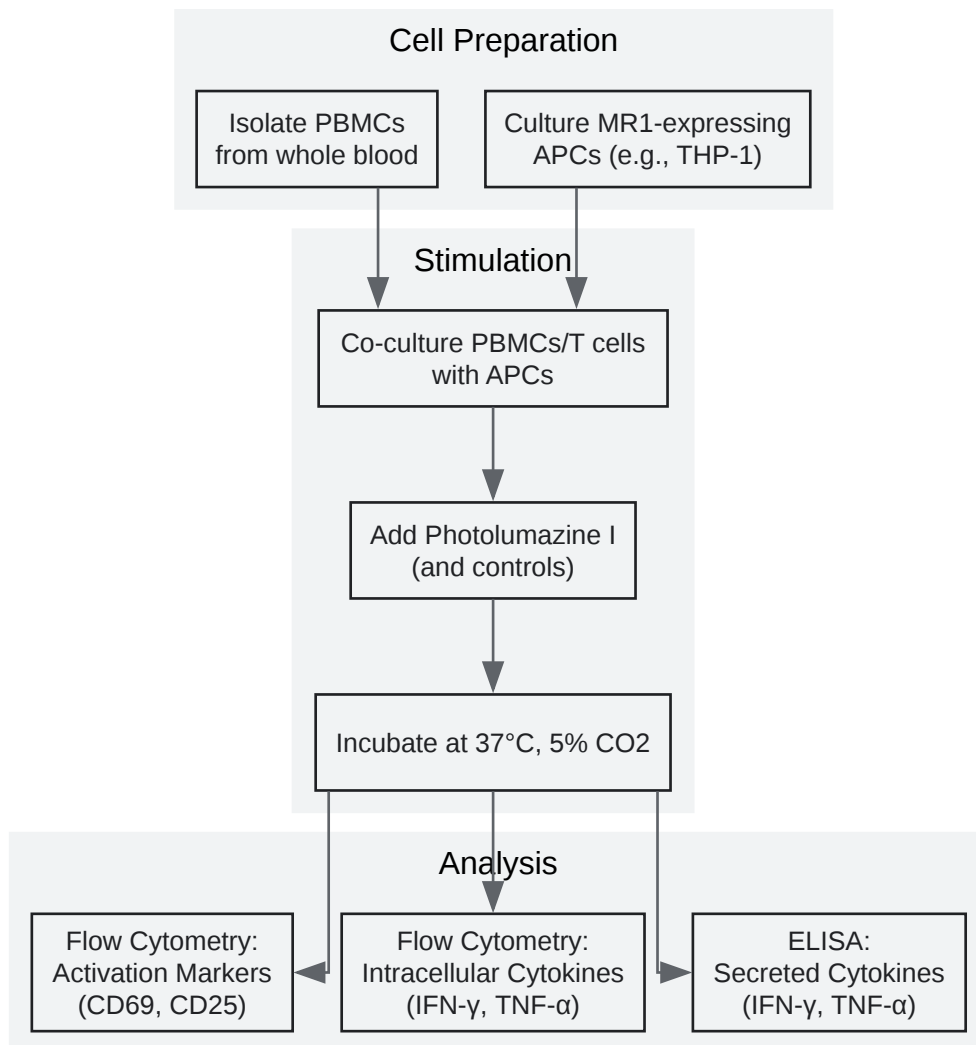 Cell Preparation
Isolate PBMCs
from whole blood
Culture MR1-expressing
APCs (e.g., THP-1)
Stimulation
Co-culture PBMCs/T cells
with APCs
Add Photolumazine I
(and controls)
Incubate at 37°C, 5% CO2
Analysis
Flow Cytometry:
Activation Markers
(CD69, CD25)
Flow Cytometry:
Intracellular Cytokines
(IFN-γ, TNF-α)
ELISA:
Secreted Cytokines
(IFN-γ, TNF-α)